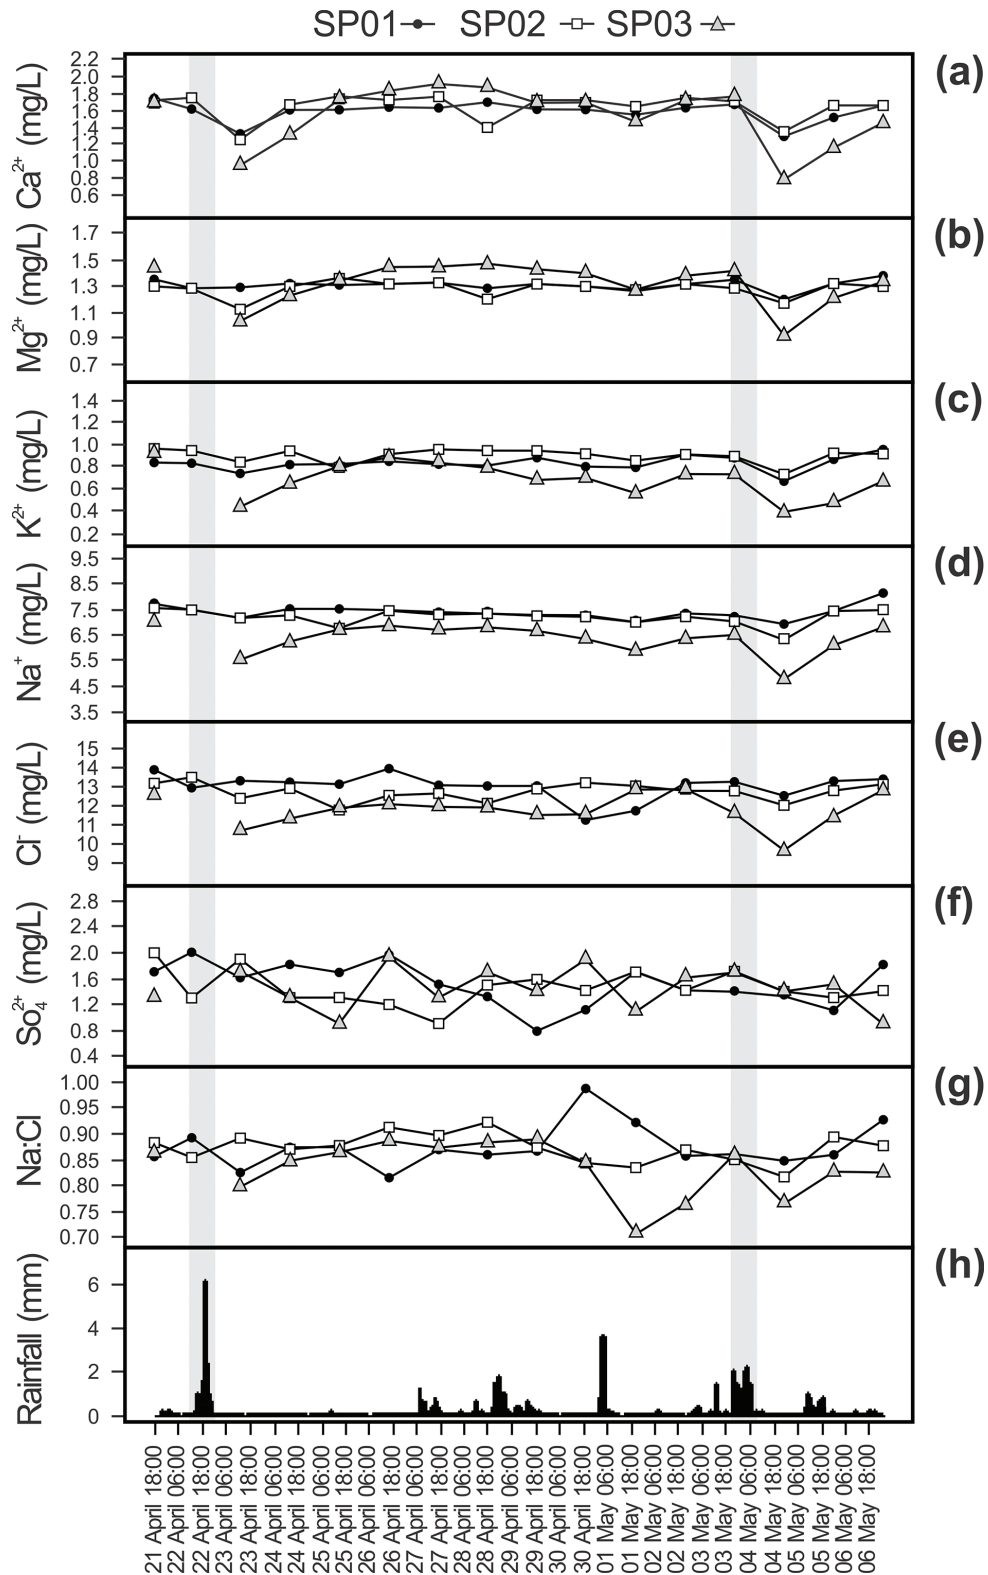 SP01 SP02 SP03
(a)
Ca²⁺ (mg/L)
2.2
2.0
1.8
1.6
1.4
1.2
1.0
0.8
0.6
(b)
Mg²⁺ (mg/L)
1.7
1.5
1.3
1.1
0.9
0.7
(c)
K²⁺ (mg/L)
1.4
1.2
1.0
0.8
0.6
0.4
0.2
(d)
Na⁺ (mg/L)
9.5
8.5
7.5
6.5
5.5
4.5
3.5
(e)
Cl⁻ (mg/L)
15
14
13
12
11
10
9
(f)
So₄²⁺ (mg/L)
2.8
2.4
2.0
1.6
1.2
0.8
0.4
(g)
Na:Cl
1.00
0.95
0.90
0.85
0.80
0.75
0.70
(h)
Rainfall (mm)
6
4
2
0
21 April 18:00
22 April 06:00
22 April 18:00
23 April 06:00
23 April 18:00
24 April 06:00
24 April 18:00
25 April 06:00
25 April 18:00
26 April 06:00
26 April 18:00
27 April 06:00
27 April 18:00
28 April 06:00
28 April 18:00
29 April 06:00
29 April 18:00
30 April 06:00
30 April 18:00
01 May 06:00
01 May 18:00
02 May 06:00
02 May 18:00
03 May 06:00
03 May 18:00
04 May 06:00
04 May 18:00
05 May 06:00
05 May 18:00
06 May 06:00
06 May 18:00